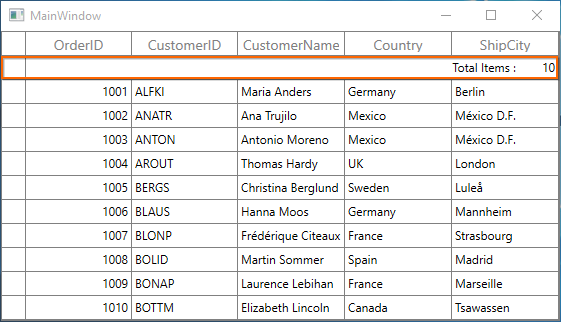 MainWindow
OrderID CustomerID CustomerName Country ShipCity
Total Items : 10
1001 ALFKI Maria Anders Germany Berlin
1002 ANATR Ana Trujilo Mexico México D.F.
1003 ANTON Antonio Moreno Mexico México D.F.
1004 AROUT Thomas Hardy UK London
1005 BERGS Christina Berglund Sweden Luleå
1006 BLAUS Hanna Moos Germany Mannheim
1007 BLONP Frédérique Citeaux France Strasbourg
1008 BOLID Martin Sommer Spain Madrid
1009 BONAP Laurence Lebihan France Marseille
1010 BOTTM Elizabeth Lincoln Canada Tsawassen